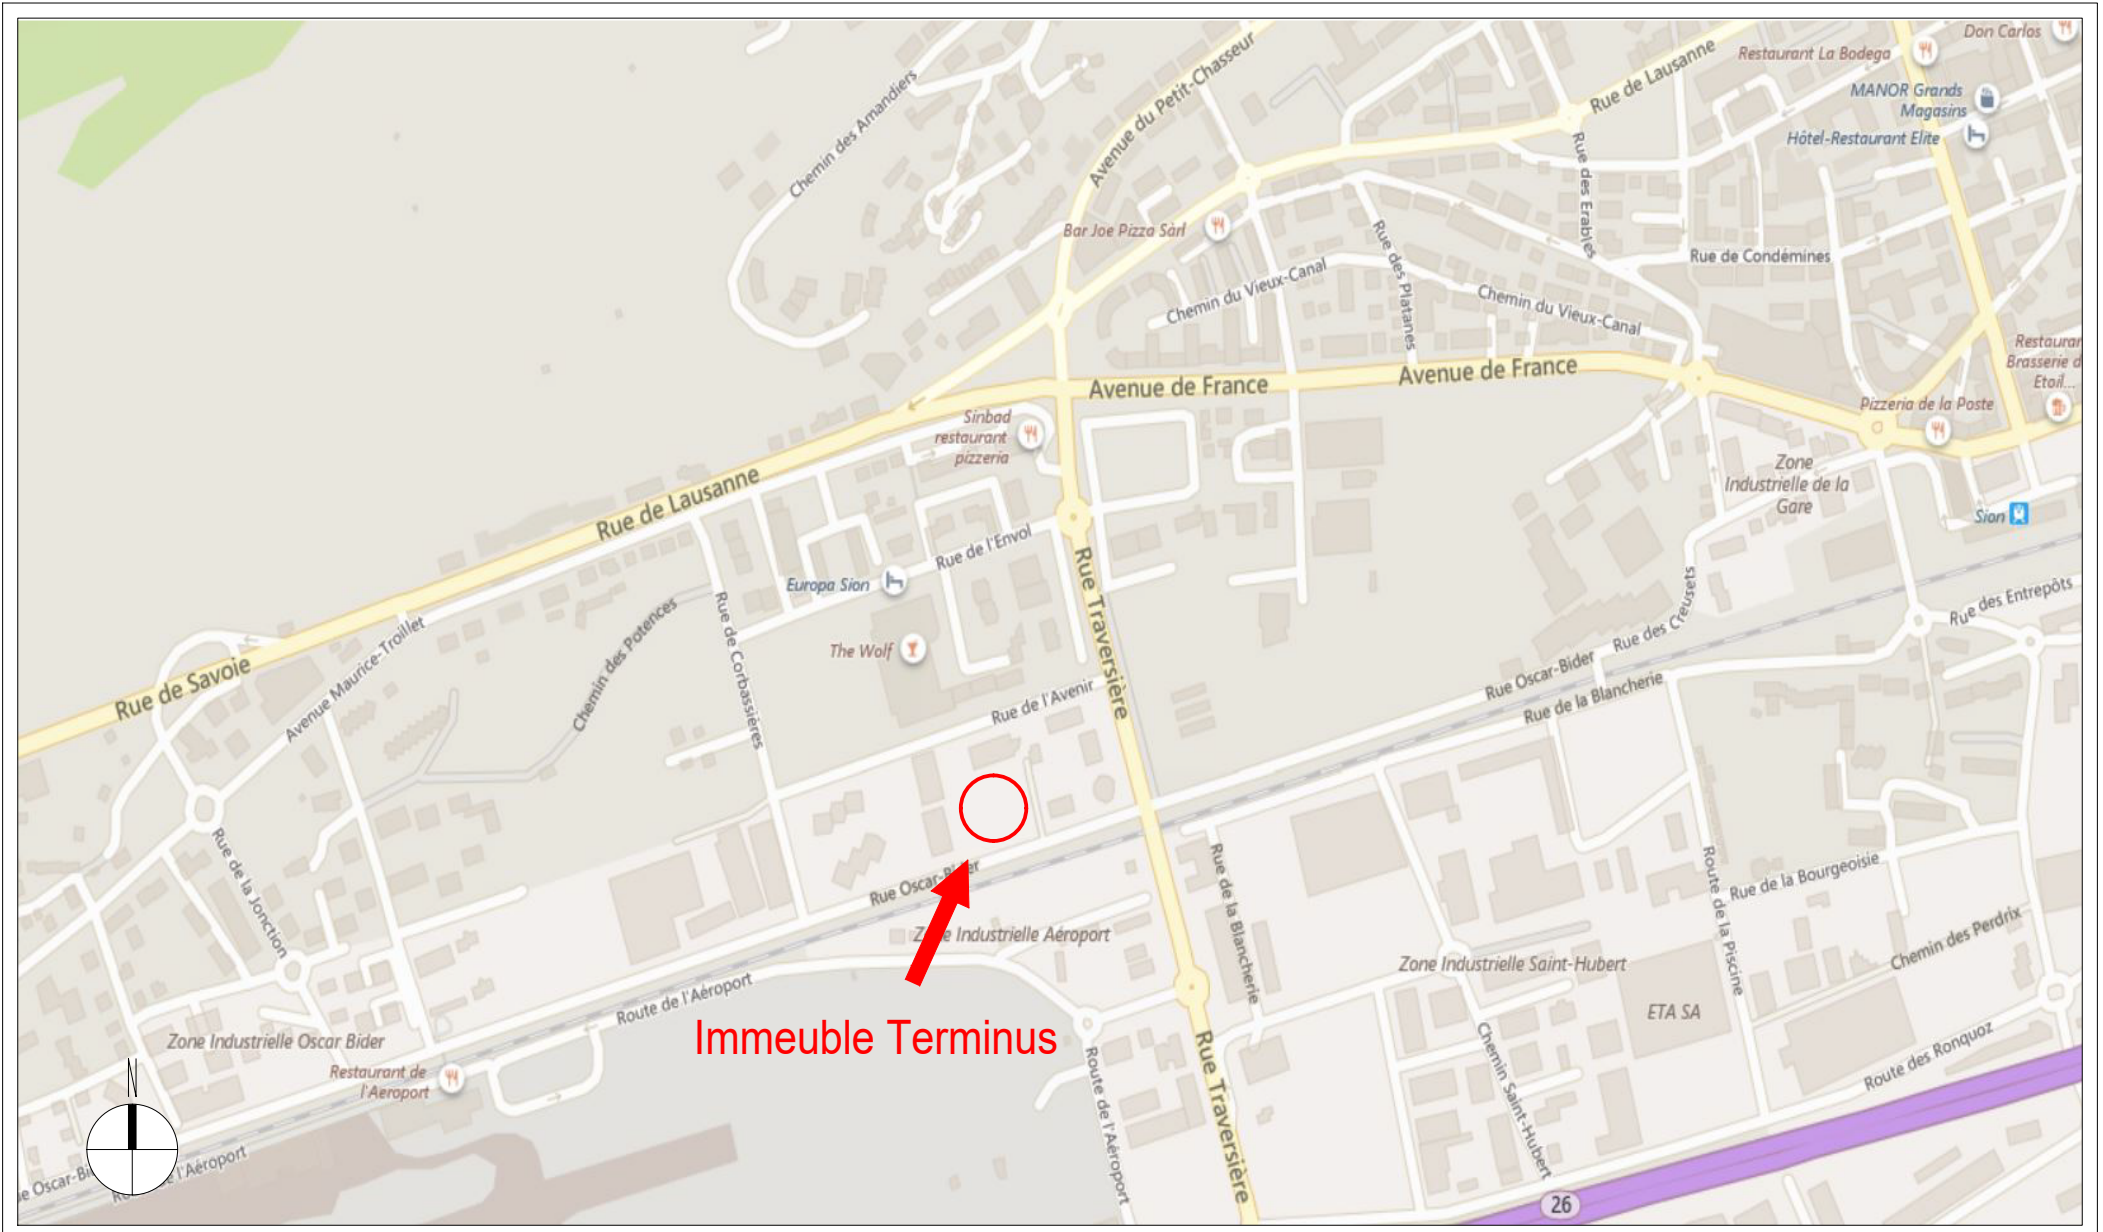 Don Carlos
Restaurant La Bodega
Rue de Lausanne
Avenue du Petit-Chasseur
Chemin des Amandiers
MANOR Grands
Magasins
Hôtel-Restaurant Elite
Rue des Erables
Bar Joe Pizza Sàrl
Rue des Platanes
Rue de Condémines
Chemin du Vieux-Canal
Chemin du Vieux-Canal
Avenue de France
Avenue de France
Restauran
Brasserie d
Etoil...
Pizzeria de la Poste
Sinbad
restaurant
pizzeria
Zone
Industrielle de la
Gare
Sion
Rue de Lausanne
Rue de l'Envol
Europa Sion
Rue Traversière
Rue des Creusets
Rue des Entrepôts
Chemin des Potences
Rue de Corbassières
The Wolf
Avenue Maurice-Troillet
Rue de Savoie
Rue de l'Avenir
Rue Oscar-Bider
Rue de la Blancherie
Rue de la Jonction
Rue Oscar-Bider
Rue de la Blancherie
Route de la Piscine
Rue de la Bourgeoisie
Chemin des Perdrix
Zone Industrielle Aéroport
Zone Industrielle Saint-Hubert
ETA SA
Route de l'Aéroport
Immeuble Terminus
Zone Industrielle Oscar Bider
Restaurant de
l'Aeroport
N
Rue Traversière
Route de l'Aéroport
Chemin Saint-Hubert
Route des Ronquoz
26
e Oscar-Bi
l'Aéroport